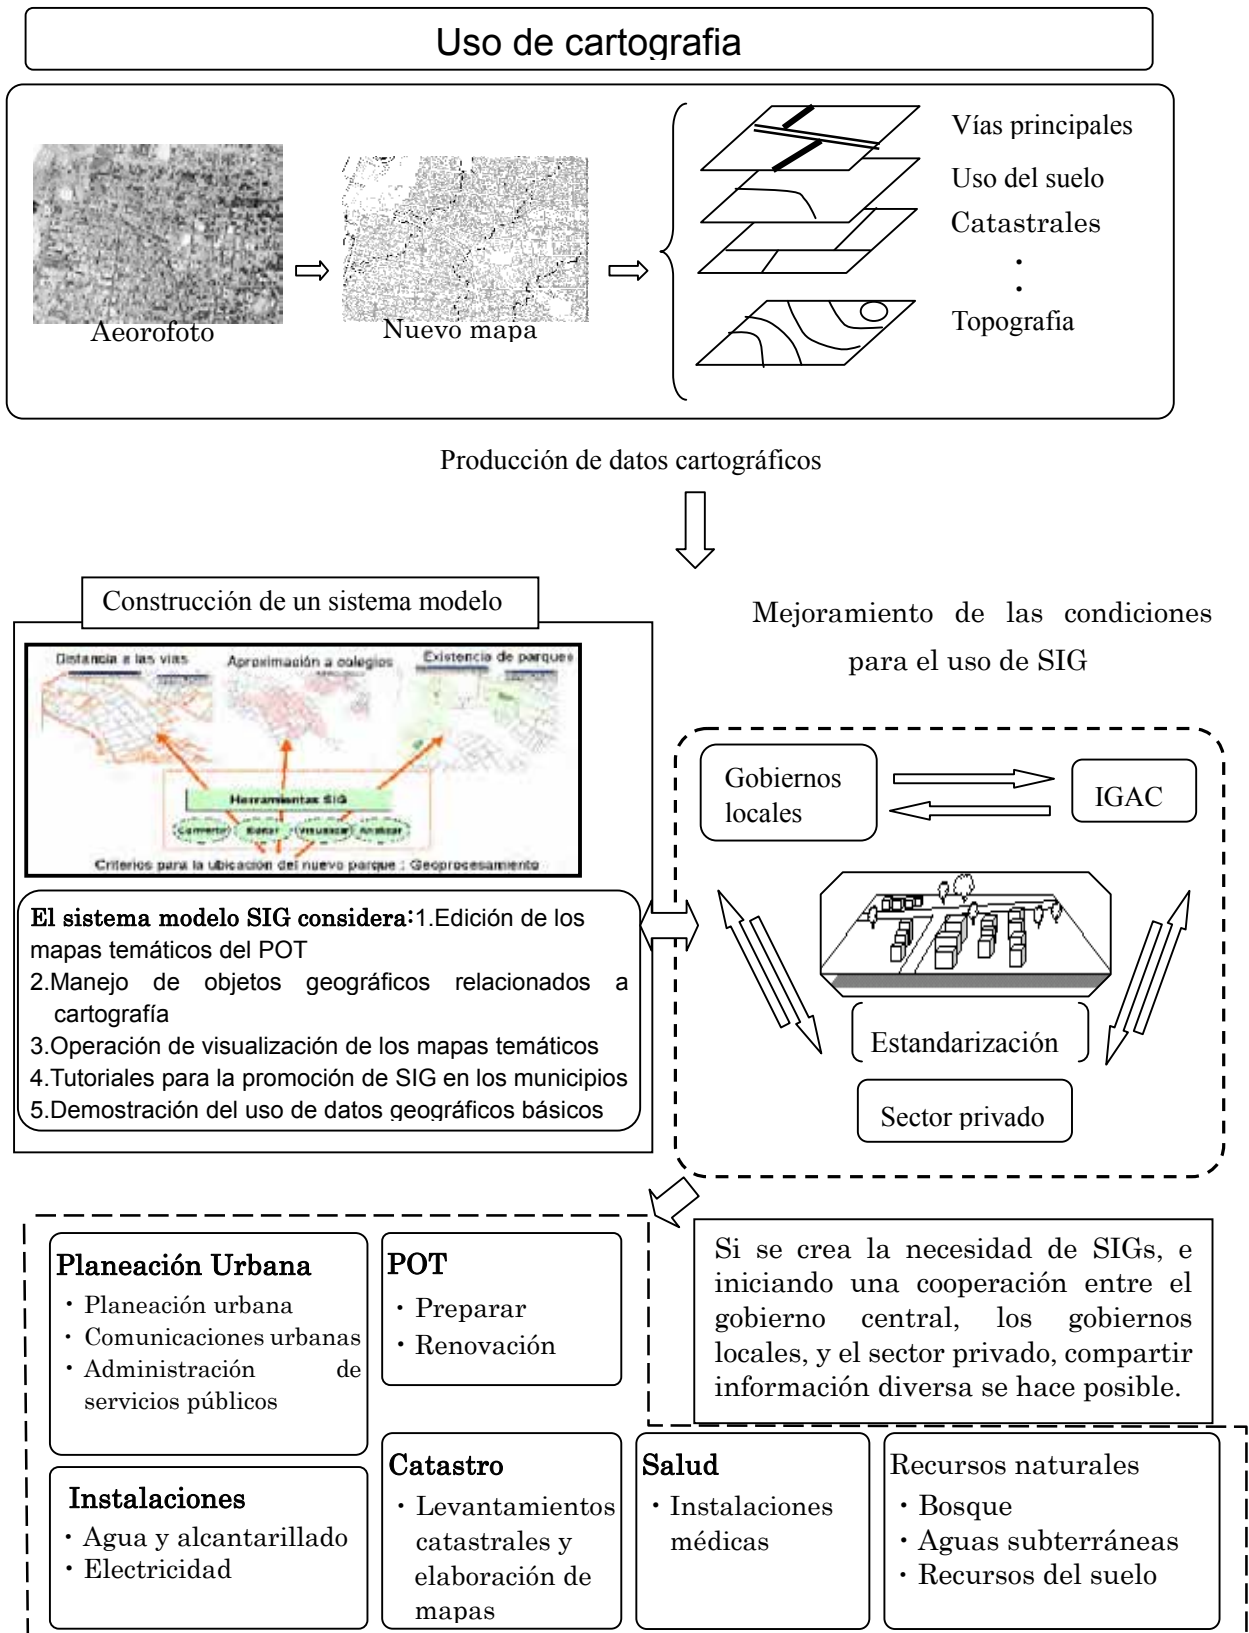 Uso de cartografia
Vías principales
Uso del suelo
Catastrales
.
.
Topografia
Aeorofoto
Nuevo mapa
Producción de datos cartográficos
Construcción de un sistema modelo
Distancia a las vías
Aproximación a colegios
Existencia de parques
Herramientas SIG
Convertir
Editar
Visualizar
Analizar
Criterios para la ubicación del nuevo parque : Geoprocesamiento
El sistema modelo SIG considera:1.Edición de los
mapas temáticos del POT
2.Manejo de objetos geográficos relacionados a
cartografía
3.Operación de visualización de los mapas temáticos
4.Tutoriales para la promoción de SIG en los municipios
5.Demostración del uso de datos geográficos básicos
Mejoramiento de las condiciones
para el uso de SIG
Gobiernos
locales
IGAC
Estandarización
Sector privado
Si se crea la necesidad de SIGs, e
iniciando una cooperación entre el
gobierno central, los gobiernos
locales, y el sector privado, compartir
información diversa se hace posible.
Planeación Urbana
・Planeación urbana
・Comunicaciones urbanas
・Administración de
servicios públicos
POT
・Preparar
・Renovación
Instalaciones
・Agua y alcantarillado
・Electricidad
Catastro
・Levantamientos
catastrales y
elaboración de
mapas
Salud
・Instalaciones
médicas
Recursos naturales
・Bosque
・Aguas subterráneas
・Recursos del suelo